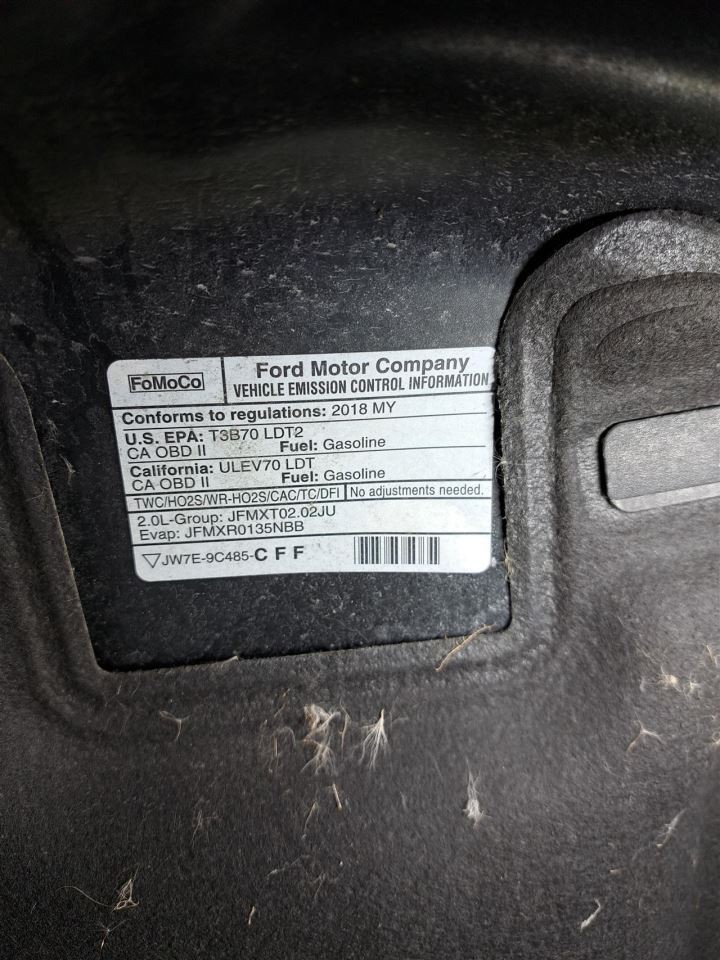 FoMoCo
Ford Motor Company
VEHICLE EMISSION CONTROL INFORMATION
Conforms to regulations: 2018 MY
U.S. EPA: T3B70 LDT2
CA OBD II Fuel: Gasoline
California: ULEV70 LDT
CA OBD II Fuel: Gasoline
TWC/HO2S/WR-HO2S/CAC/TC/DFI No adjustments needed.
2.0L-Group: JFMXT02.02JU
Evap: JFMXR0135NBB
JW7E-9C485-CFF